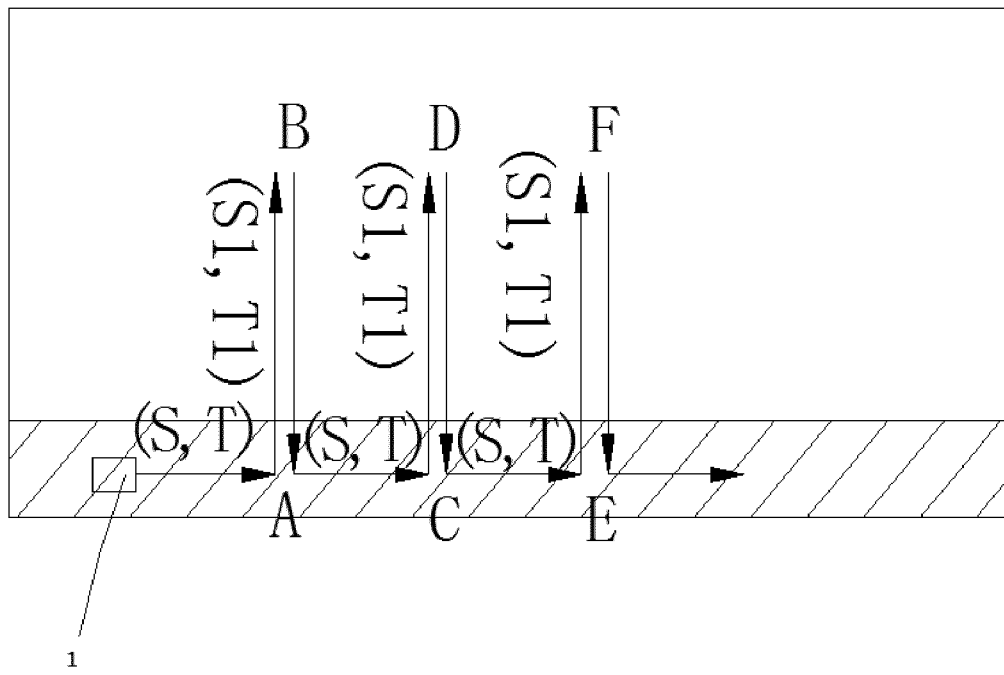 B D F
(S1, T1) (S1, T1) (S1, T1)
(S, T) (S, T) (S, T)
A C E
1